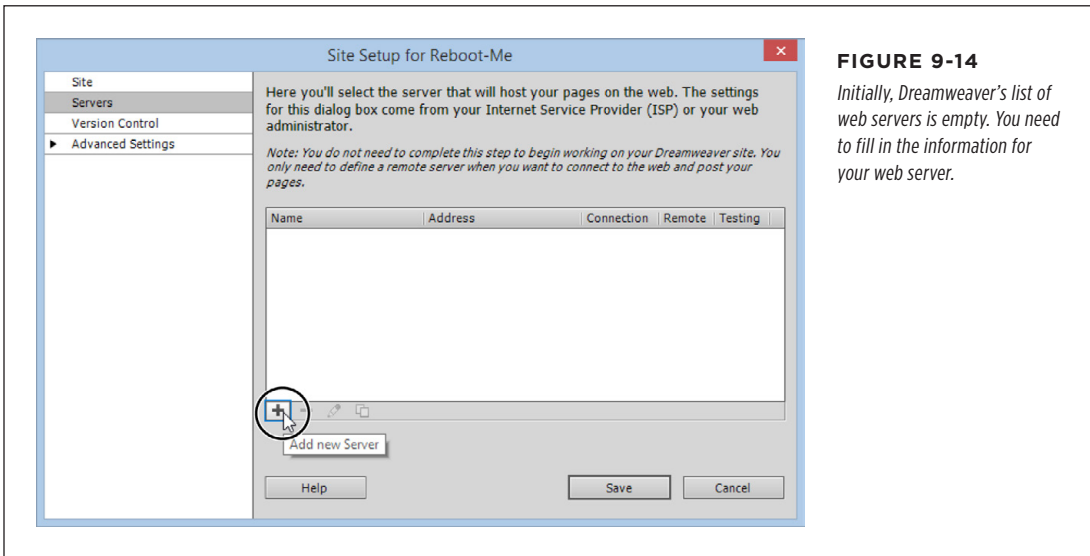 Site Setup for Reboot-Me
Site
Servers
Version Control
Advanced Settings
Here you'll select the server that will host your pages on the web. The settings
for this dialog box come from your Internet Service Provider (ISP) or your web
administrator.
Note: You do not need to complete this step to begin working on your Dreamweaver site. You
only need to define a remote server when you want to connect to the web and post your
pages.
Name Address Connection Remote Testing
Add new Server
Help Save Cancel
FIGURE 9-14
Initially, Dreamweaver's list of
web servers is empty. You need
to fill in the information for
your web server.